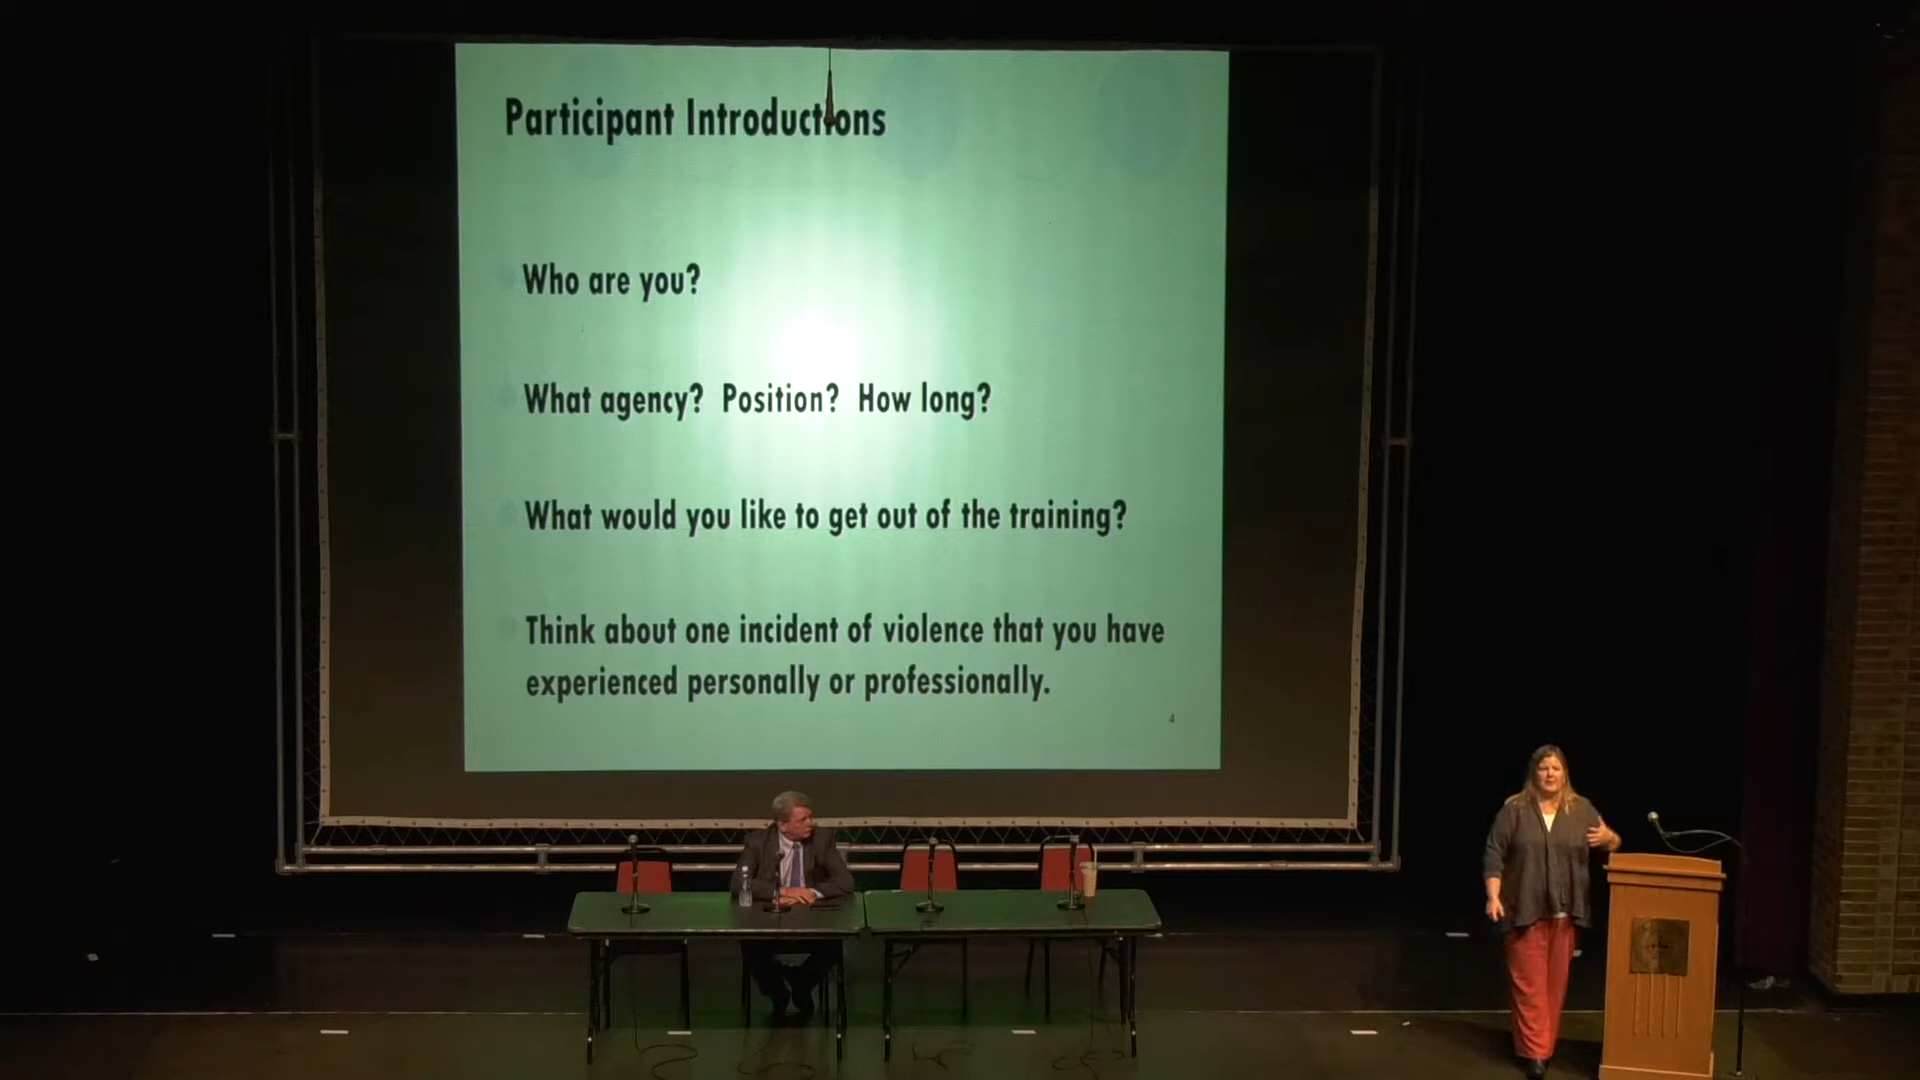 Participant Introductions
Who are you?
What agency? Position? How long?
What would you like to get out of the training?
Think about one incident of violence that you have
experienced personally or professionally.
4